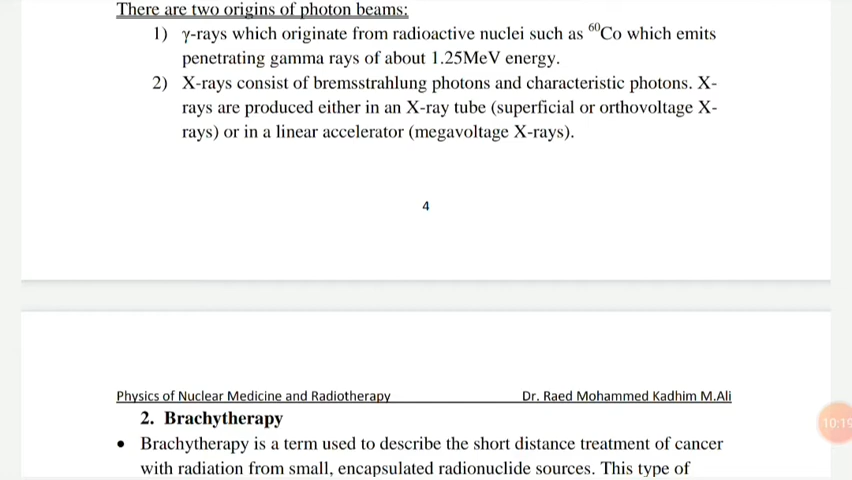 There are two origins of photon beams:
1) γ-rays which originate from radioactive nuclei such as ⁶⁰Co which emits
penetrating gamma rays of about 1.25MeV energy.
2) X-rays consist of bremsstrahlung photons and characteristic photons. X-
rays are produced either in an X-ray tube (superficial or orthovoltage X-
rays) or in a linear accelerator (megavoltage X-rays).
4
Physics of Nuclear Medicine and Radiotherapy Dr. Raed Mohammed Kadhim M.Ali
2. Brachytherapy
• Brachytherapy is a term used to describe the short distance treatment of cancer
with radiation from small, encapsulated radionuclide sources. This type of